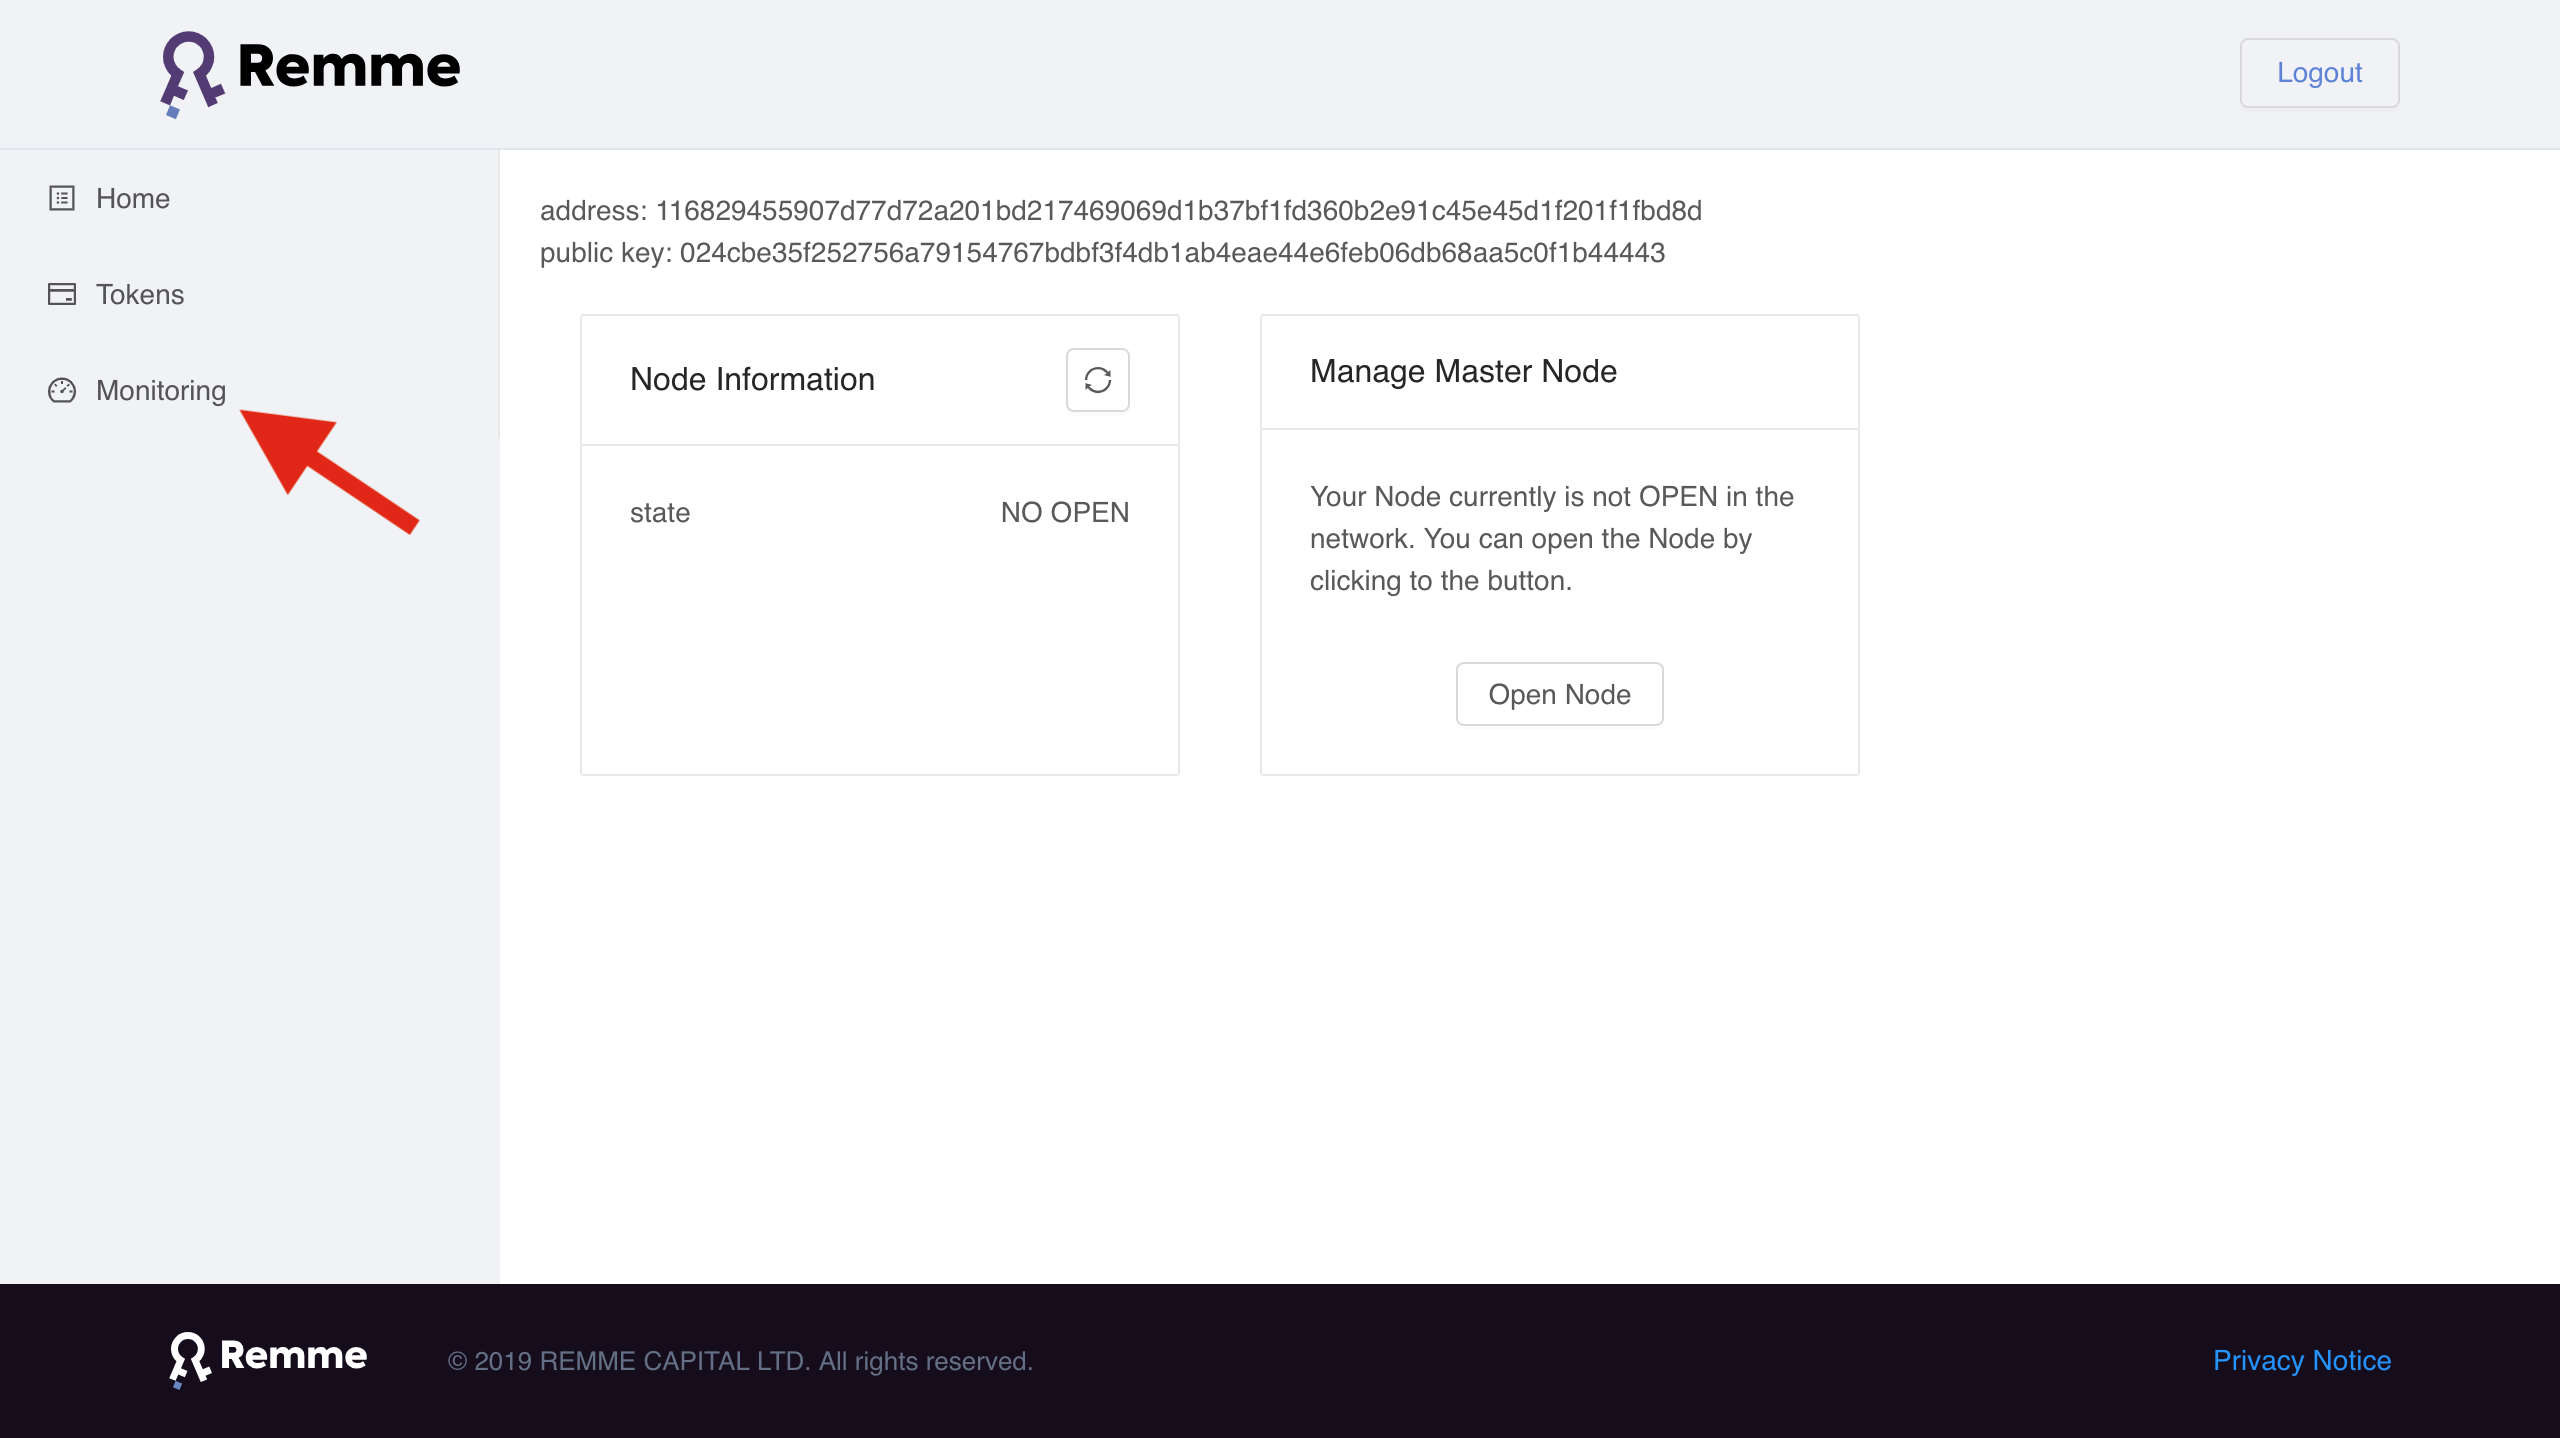 Remme
Logout
Home
Tokens
Monitoring
address: 116829455907d77d72a201bd217469069d1b37bf1fd360b2e91c45e45d1f201f1fbd8d
public key: 024cbe35f252756a79154767bdbf3f4db1ab4eae44e6feb06db68aa5c0f1b44443
Node Information
state NO OPEN
Manage Master Node
Your Node currently is not OPEN in the
network. You can open the Node by
clicking to the button.
Open Node
Remme
© 2019 REMME CAPITAL LTD. All rights reserved.
Privacy Notice